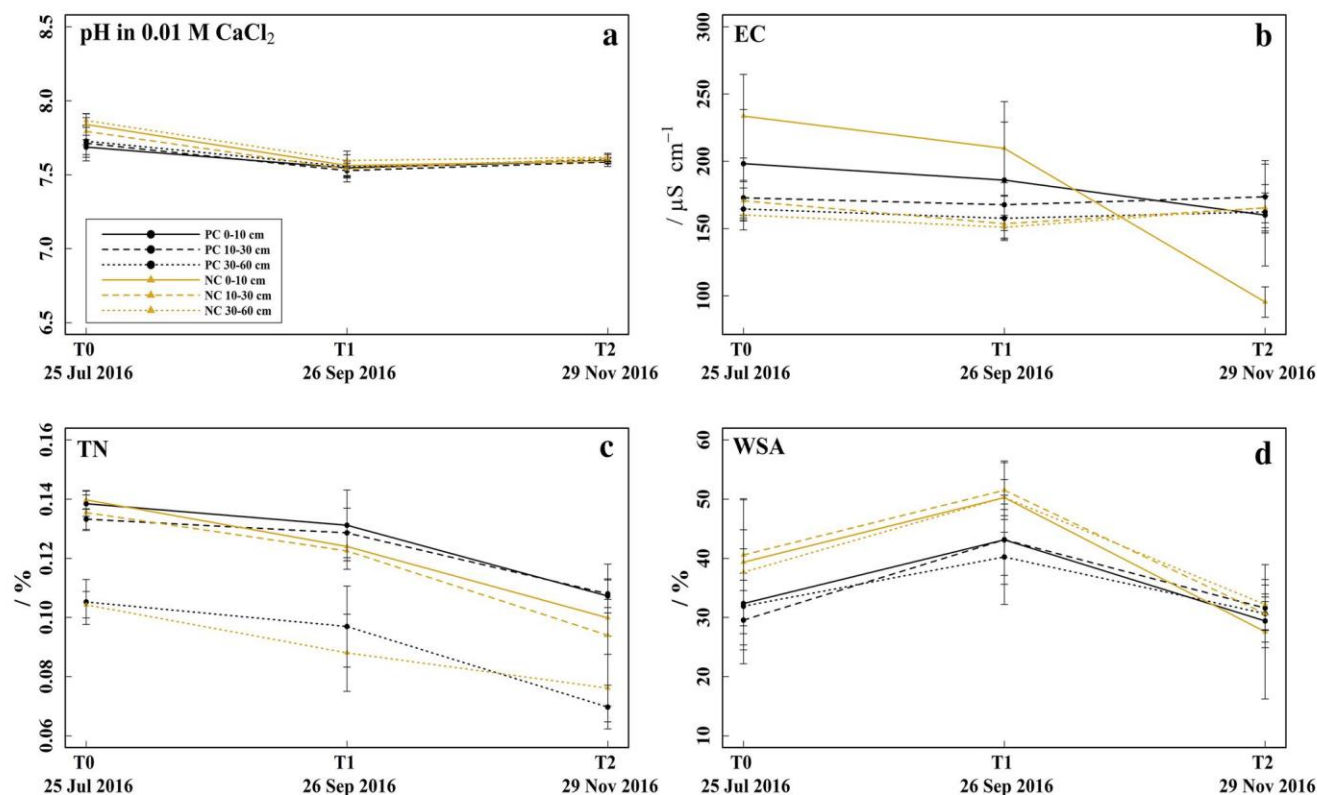 pH in 0.01 M CaCl₂
a
8.5
8.0
7.5
7.0
6.5
PC 0-10 cm
PC 10-30 cm
PC 30-60 cm
NC 0-10 cm
NC 10-30 cm
NC 30-60 cm
T0
T1
T2
25 Jul 2016
26 Sep 2016
29 Nov 2016
EC
b
/ µS cm⁻¹
300
250
200
150
100
T0
T1
T2
25 Jul 2016
26 Sep 2016
29 Nov 2016
TN
c
/ %
0.16
0.14
0.12
0.10
0.08
0.06
T0
T1
T2
25 Jul 2016
26 Sep 2016
29 Nov 2016
WSA
d
/ %
60
50
40
30
20
10
T0
T1
T2
25 Jul 2016
26 Sep 2016
29 Nov 2016